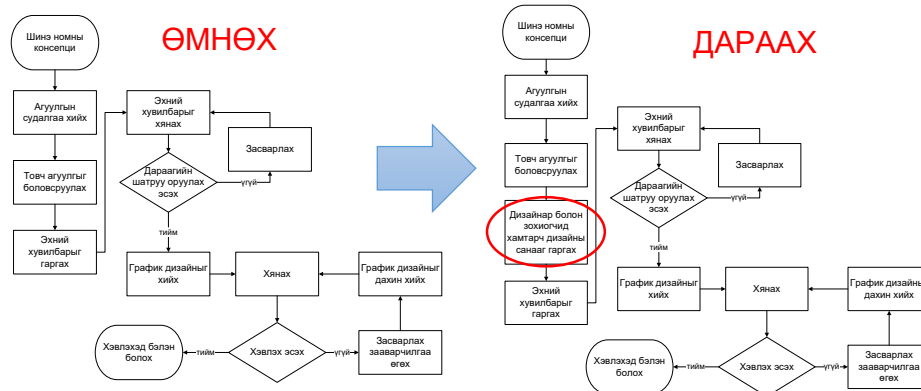 ӨМНӨХ
Шинэ номны
консепци
Агуулгын
судалгаа хийх
Товч агуулгыг
боловсруулах
Эхний
хувилбарыг
гаргах
Эхний
хувилбарыг
хянах
Засварлах
Дараагийн
шатруу оруулах
эсэх
үгүй
тийм
График дизайныг
хийх
Хянах
График дизайныг
дахин хийх
Хэвлэхэд бэлэн
болох
тийм
Хэвлэх эсэх
үгүй
Засварлах
зааварчилгаа
өгөх
ДАРААХ
Шинэ номны
консепци
Агуулгын
судалгаа хийх
Товч агуулгыг
боловсруулах
Дизайнар болон
зохиогчид
хамтарч дизайны
санааг гаргах
Эхний
хувилбарыг
гаргах
Эхний
хувилбарыг
хянах
Засварлах
Дараагийн
шатруу оруулах
эсэх
үгүй
тийм
График дизайныг
хийх
Хянах
График дизайныг
дахин хийх
Хэвлэхэд бэлэн
болох
тийм
Хэвлэх эсэх
үгүй
Засварлах
зааварчилгаа
өгөх